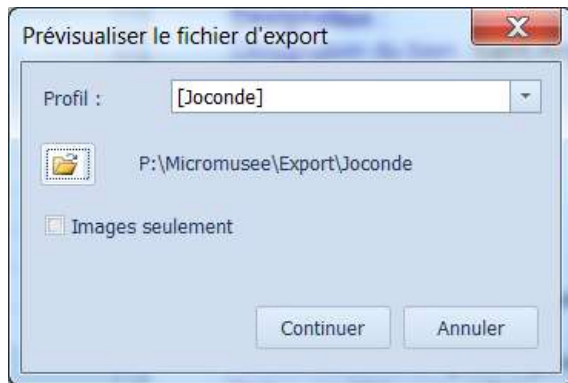 Prévisualiser le fichier d'export
Profil : [Joconde]
P:\Micromusee\Export\Joconde
Images seulement
Continuer Annuler